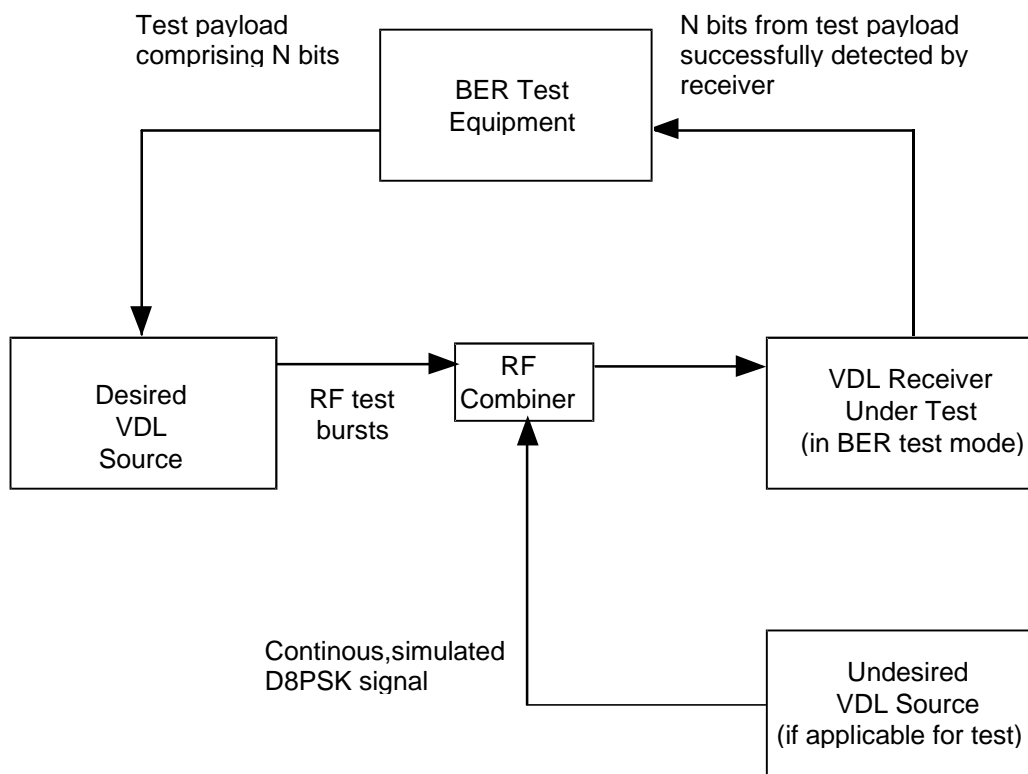 Test payload
comprising N bits
BER Test
Equipment
N bits from test payload
successfully detected by
receiver
Desired
VDL
Source
RF test
bursts
RF
Combiner
VDL Receiver
Under Test
(in BER test mode)
Continous,simulated
D8PSK signal
Undesired
VDL Source
(if applicable for test)